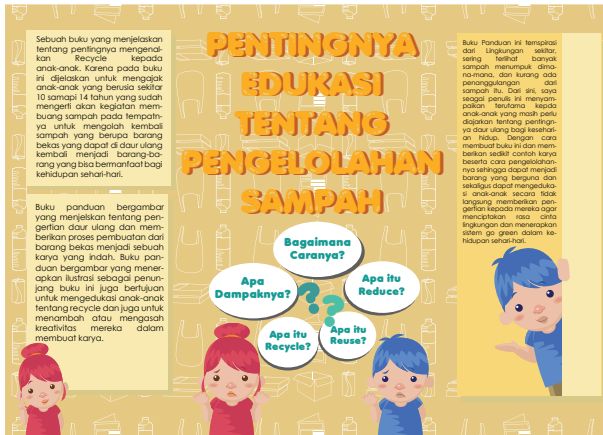 Sebuah buku yang menjelaskan
tentang pentingnya mengenal-
kan Recycle kepada
anak-anak. Karena pada buku
ini dijelaskan untuk mengajak
anak-anak yang berusia sekitar
10 samapi 14 tahun yang sudah
mengerti akan kegiatan mem-
buang sampah pada tempatn-
ya untuk mengolah kembali
sampah yang berupa barang
bekas yang dapat di daur ulang
kembali menjadi barang-ba-
rang yang bisa bermanfaat bagi
kehidupan sehari-hari.
Buku panduan bergambar
yang menjelskan tentang pen-
gertian daur ulang dan mem-
berikan proses pembuatan dari
barang bekas menjadi sebuah
karya yang indah. Buku pan-
duan bergambar yang mener-
apkan ilustrasi sebagai penun-
jang buku ini juga bertujuan
untuk mengedukasi anak-anak
tentang recycle dan juga untuk
menambah atau mengasah
kreativitas mereka dalam
membuat karya.
PENTINGNYA
EDUKASI
TENTANG
PENGELOLAHAN
SAMPAH
Bagaimana
Caranya?
Apa
Dampaknya?
Apa itu
Reduce?
? ?
Apa itu
Recycle?
Apa itu
Reuse?
Buku Panduan ini ternspirasi
dari Lingkungan sekitar,
sering terlihat banyak
sampah menumpuk dima-
na-mana, dan kurang ada
penanggulangan dari
sampah itu. Dari sini, saya
seagai penulis ini menyam-
paikan terutama kepada
anak-anak yang masih perlu
diajarkan tentang pentingn-
ya daur ulang bagi keseharl-
an hidup. Dengan cara
membuat buku ini dan mem-
berikan sedikit contoh karya
beserta cara pengelolahan-
nya sehingga dapat menjadi
barang yang berguna dan
sekaligus dapat mengeduka-
si anak-anak secara tidak
langsung memberikan pen-
gertian kepada mereka agar
menciptakan rasa cinta
lingkungan dan menerapkan
sistem go green dalam ke-
hidupan sehari-hari.